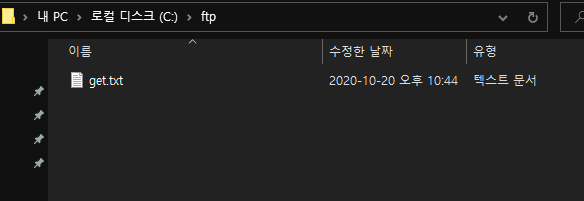 내 PC > 로컬 디스크 (C:) > ftp
이름 수정한 날짜 유형
get.txt 2020-10-20 오후 10:44 텍스트 문서